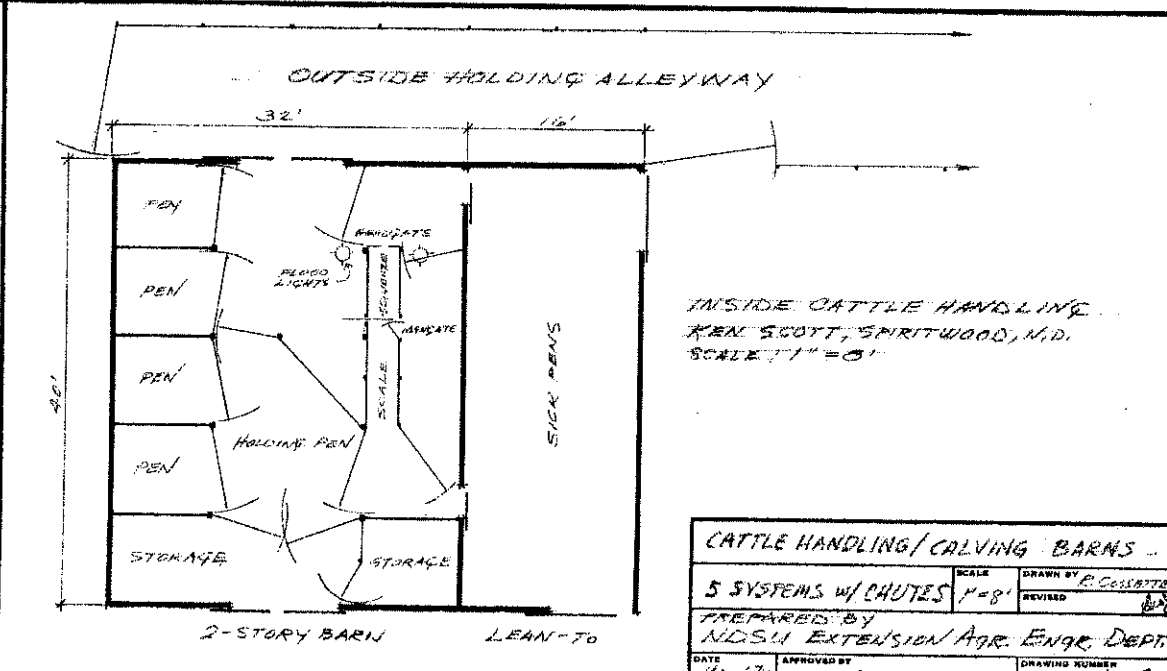 OUTSIDE HOLDING ALLEYWAY
32'
16'
40'
PEN
HEADGATE
FLOOD
LIGHTS
SQUEEZE
PEN
MANGATE
PEN
SCALE
SICK PENS
HOLDING PEN
PEN
STORAGE
STORAGE
2-STORY BARN
LEAN-TO
INSIDE CATTLE HANDLING
KEN SCOTT, SPIRITWOOD, N.D.
SCALE: 1" = 8'
CATTLE HANDLING/CALVING BARNS
5 SYSTEMS W/ CHUTES
SCALE
1"=8'
DRAWN BY
REVISED
PREPARED BY
NDSU EXTENSION AGR. ENGR. DEPT.
DATE
APPROVED BY
DRAWING NUMBER